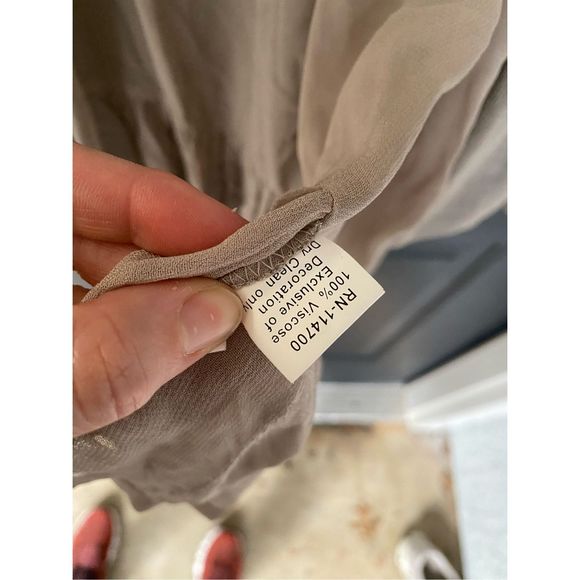 RN-114700
100% Viscose
Exclusive of
Decoration
Dry Clean only